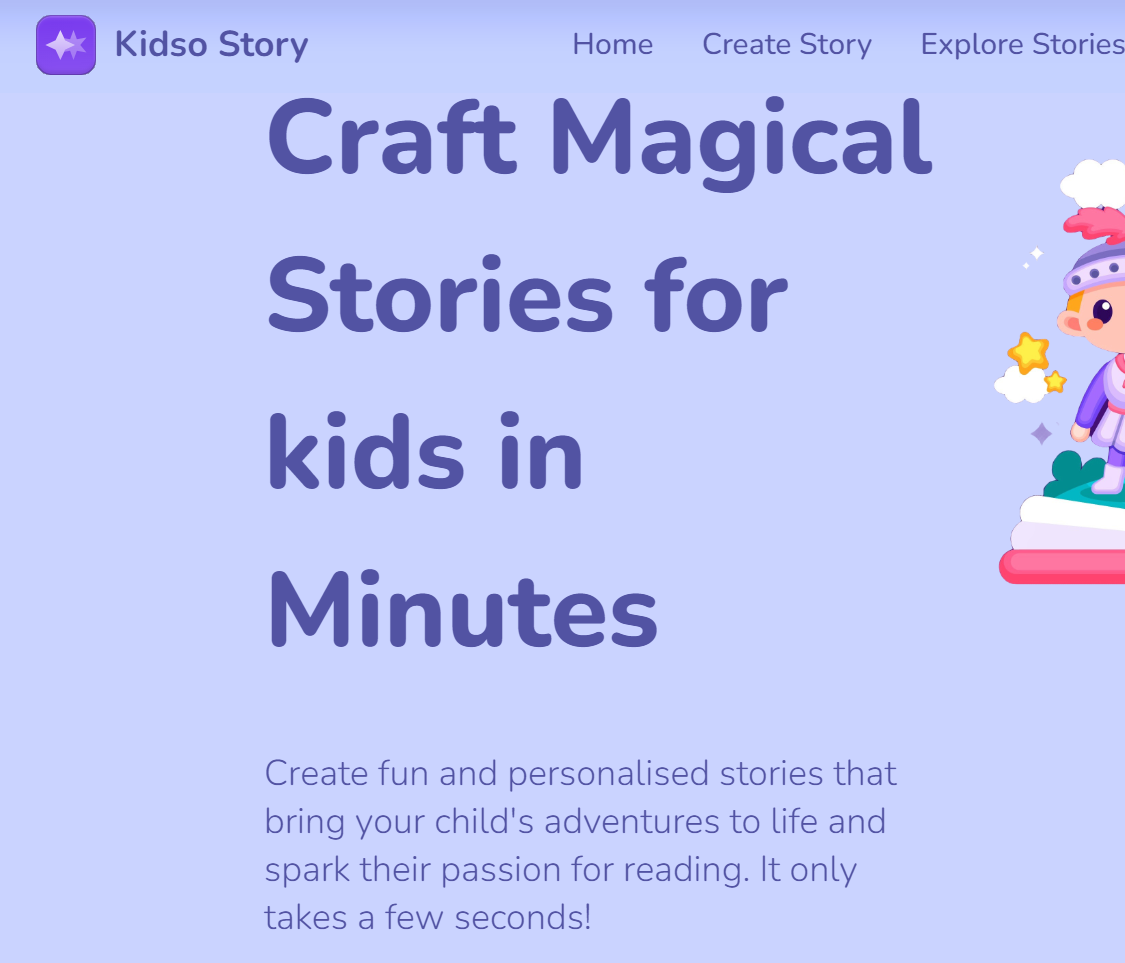 Kidso Story
Home Create Story Explore Stories
Craft Magical
Stories for
kids in
Minutes
Create fun and personalised stories that
bring your child's adventures to life and
spark their passion for reading. It only
takes a few seconds!